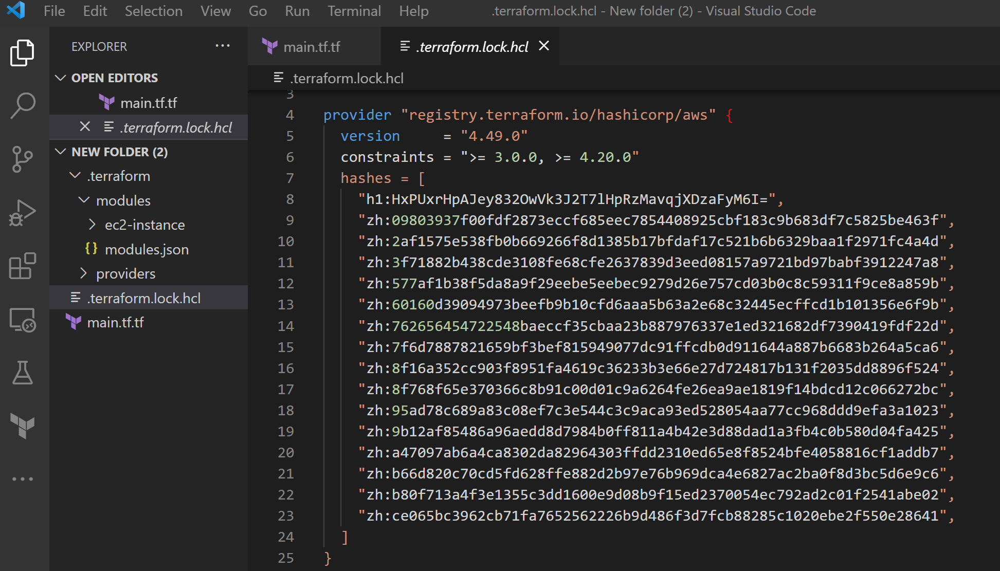 File Edit Selection View Go Run Terminal Help .terraform.lock.hcl - New folder (2) - Visual Studio Code
EXPLORER
OPEN EDITORS
main.tf.tf
.terraform.lock.hcl
NEW FOLDER (2)
.terraform
modules
ec2-instance
modules.json
providers
.terraform.lock.hcl
main.tf.tf
main.tf.tf .terraform.lock.hcl
.terraform.lock.hcl
3
4 provider "registry.terraform.io/hashicorp/aws" {
5 version     = "4.49.0"
6 constraints = ">= 3.0.0, >= 4.20.0"
7 hashes = [
8 "h1:HxPUxrHpAJey832OwVk3J2T7lHpRzMavqjXDzaFyM6I=",
9 "zh:09803937f00fdf2873eccf685eec7854408925cbf183c9b683df7c5825be463f",
10 "zh:2af1575e538fb0b669266f8d1385b17bfdaf17c521b6b6329baa1f2971fc4a4d",
11 "zh:3f71882b438cde3108fe68cfe2637839d3eed08157a9721bd97babf3912247a8",
12 "zh:577af1b38f5da8a9f29eebe5eebec9279d26e757cd03b0c8c59311f9ce8a859b",
13 "zh:60160d39094973beefb9b10cfd6aaa5b63a2e68c32445ecffcd1b101356e6f9b",
14 "zh:762656454722548baeccf35cbaa23b887976337e1ed321682df7390419fdf22d",
15 "zh:7f6d7887821659bf3bef815949077dc91ffcdb0d911644a887b6683b264a5ca6",
16 "zh:8f16a352cc903f8951fa4619c36233b3e66e27d724817b131f2035dd8896f524",
17 "zh:8f768f65e370366c8b91c00d01c9a6264fe26ea9ae1819f14bdcd12c066272bc",
18 "zh:95ad78c689a83c08ef7c3e544c3c9aca93ed528054aa77cc968ddd9efa3a1023",
19 "zh:9b12af85486a96aedd8d7984b0ff811a4b42e3d88dad1a3fb4c0b580d04fa425",
20 "zh:a47097ab6a4ca8302da82964303ffdd2310ed65e8f8524bfe4058816cf1addb7",
21 "zh:b66d820c70cd5fd628ffe882d2b97e76b969dca4e6827ac2ba0f8d3bc5d6e9c6",
22 "zh:b80f713a4f3e1355c3dd1600e9d08b9f15ed2370054ec792ad2c01f2541abe02",
23 "zh:ce065bc3962cb71fa7652562226b9d486f3d7fcb88285c1020ebe2f550e28641",
24 ]
25 }